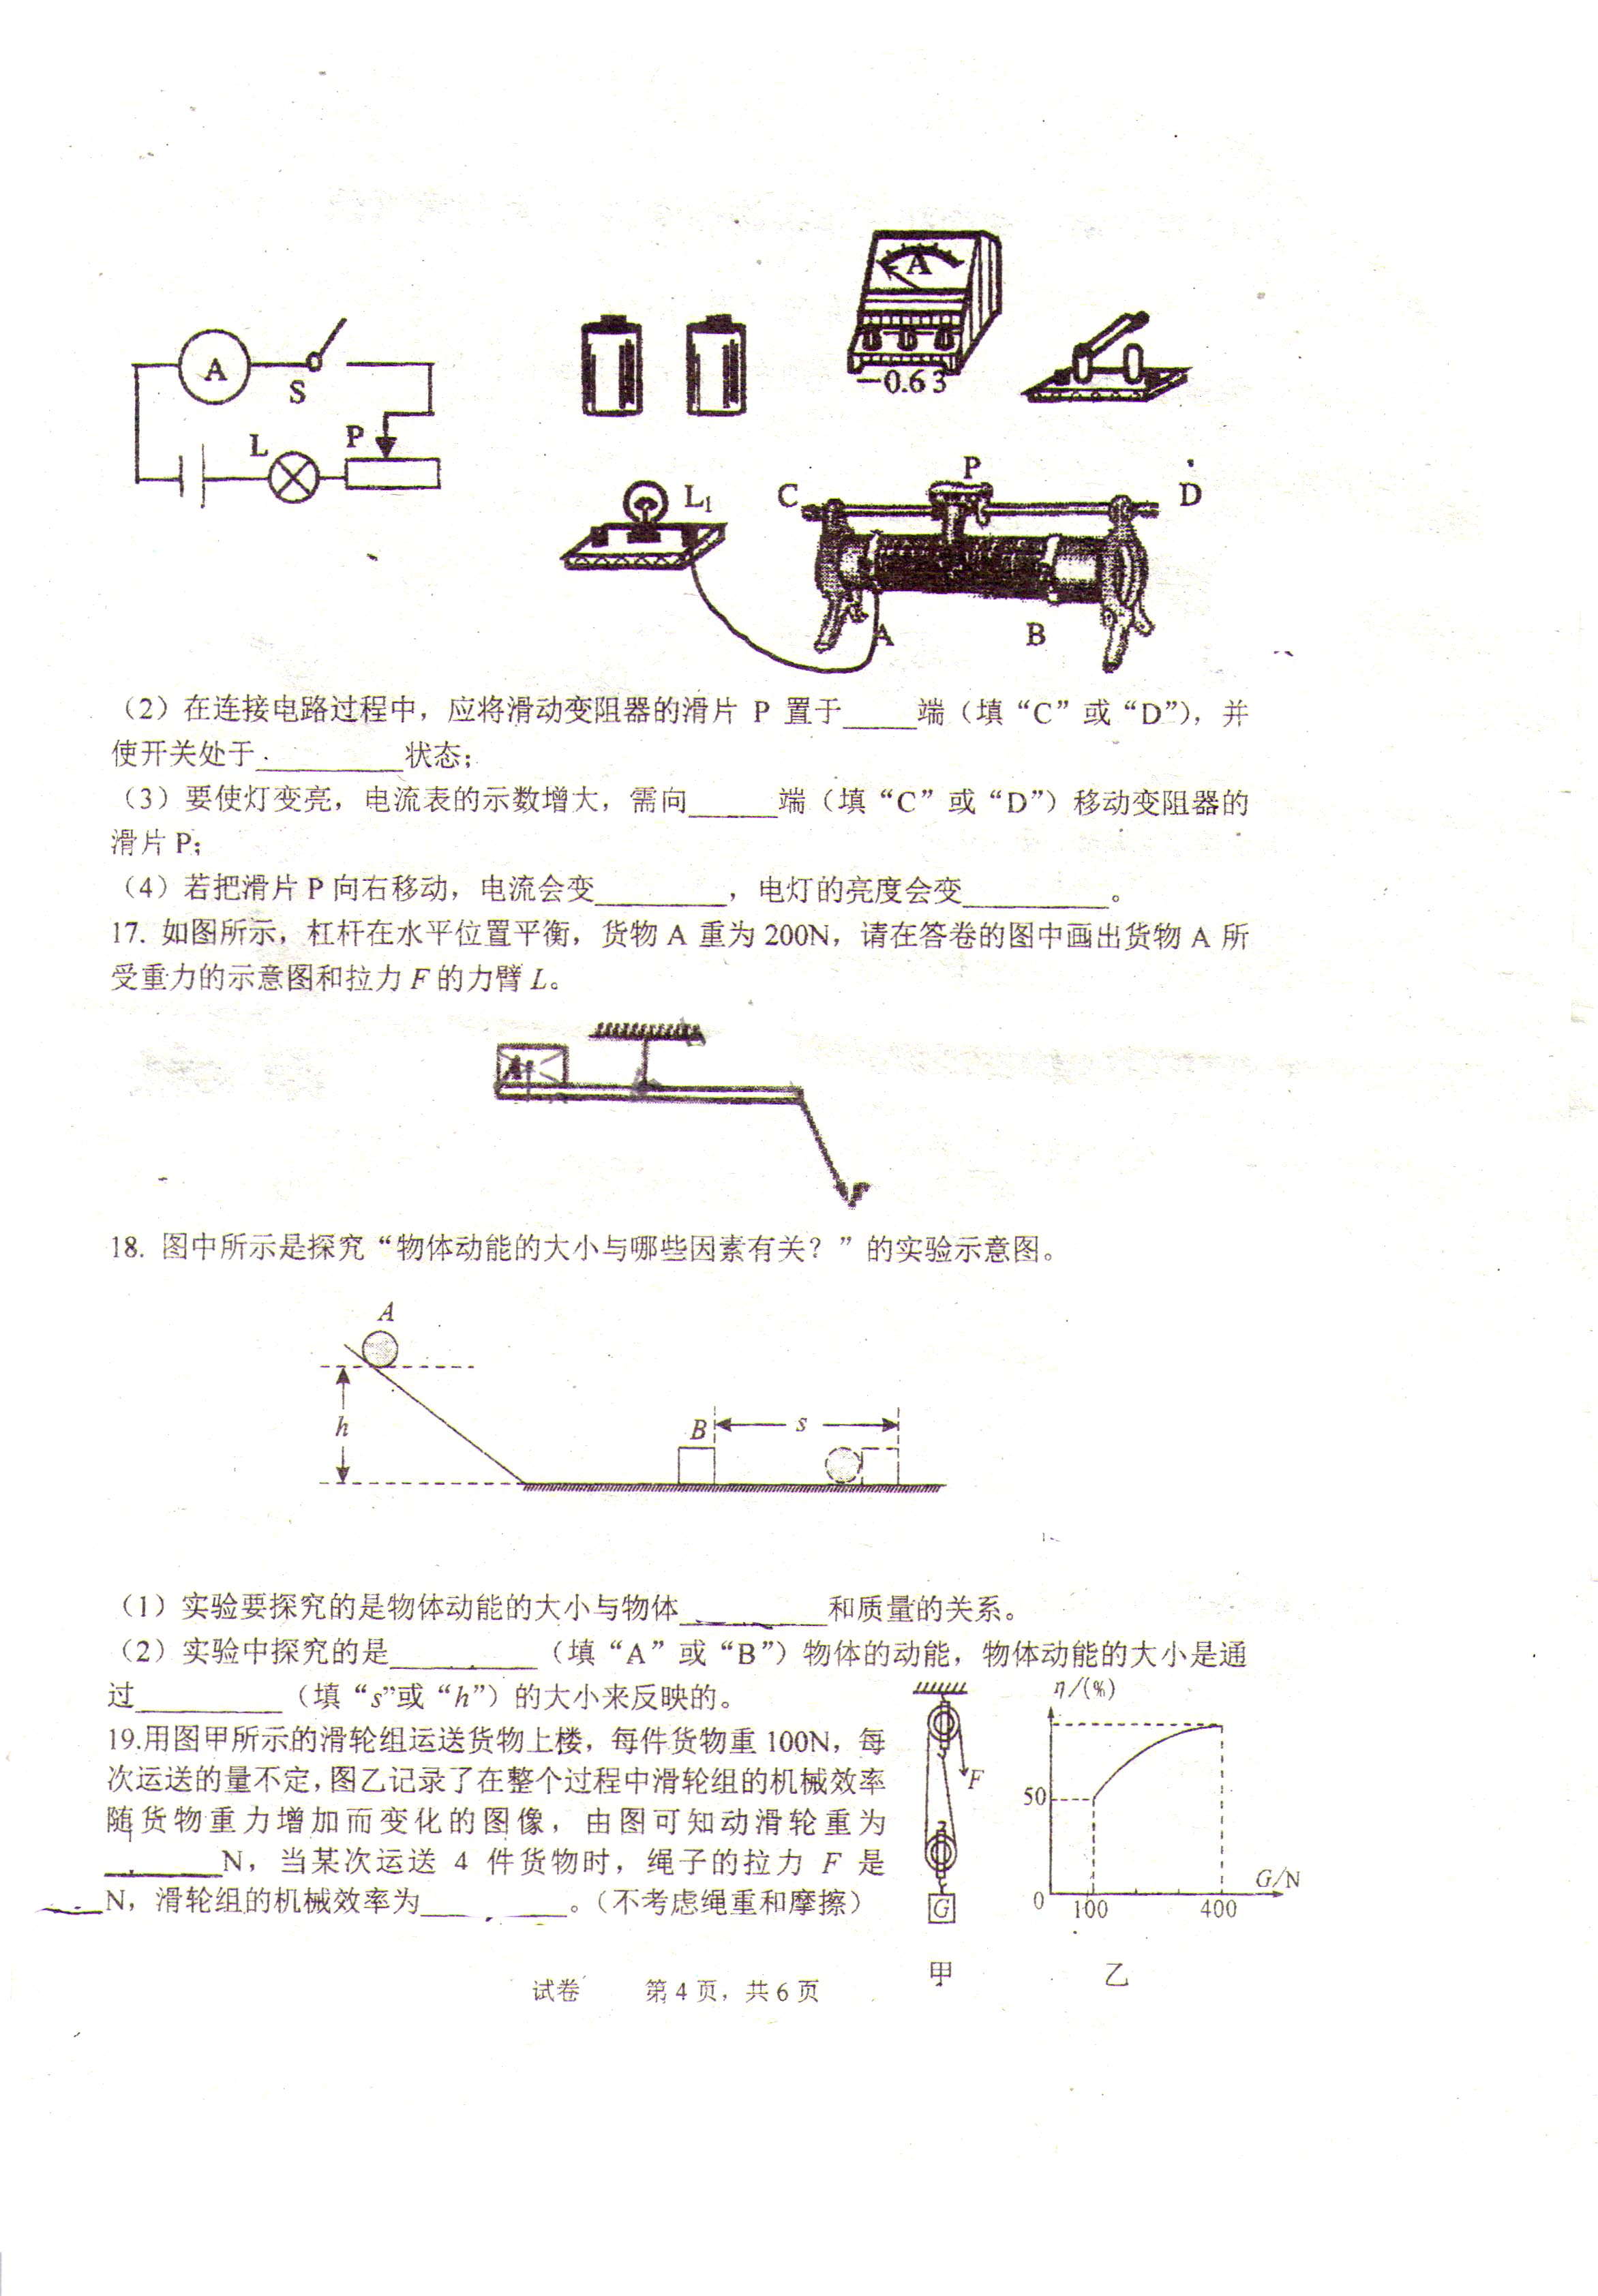 A
S
L
P
A
-0.6 3
L1
C
P
D
A
B
（2）在连接电路过程中，应将滑动变阻器的滑片 P 置于_____端（填“C”或“D”），并
使开关处于__________状态；
（3）要使灯变亮，电流表的示数增大，需向______端（填“C”或“D”）移动变阻器的
滑片 P；
（4）若把滑片 P 向右移动，电流会变_________，电灯的亮度会变__________。
17. 如图所示，杠杆在水平位置平衡，货物 A 重为 200N，请在答卷的图中画出货物 A 所
受重力的示意图和拉力 F 的力臂 L。
18. 图中所示是探究“物体动能的大小与哪些因素有关？”的实验示意图。
A
h
B
s
（1）实验要探究的是物体动能的大小与物体__________和质量的关系。
（2）实验中探究的是__________（填“A”或“B”）物体的动能，物体动能的大小是通
过__________（填“s”或“h”）的大小来反映的。
19.用图甲所示的滑轮组运送货物上楼，每件货物重 100N，每
次运送的量不定，图乙记录了在整个过程中滑轮组的机械效率
随货物重力增加而变化的图像，由图可知动滑轮重为
________N，当某次运送 4 件货物时，绳子的拉力 F 是
____N，滑轮组的机械效率为__________。（不考虑绳重和摩擦）
F
G
甲
η/(%)
50
0
100
400
G/N
乙
试卷 第 4 页，共 6 页